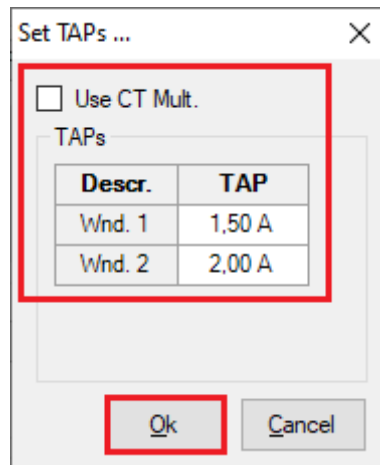 Set TAPs ...
Use CT Mult.
TAPs
Descr. TAP
Wnd. 1 1,50 A
Wnd. 2 2,00 A
Ok Cancel